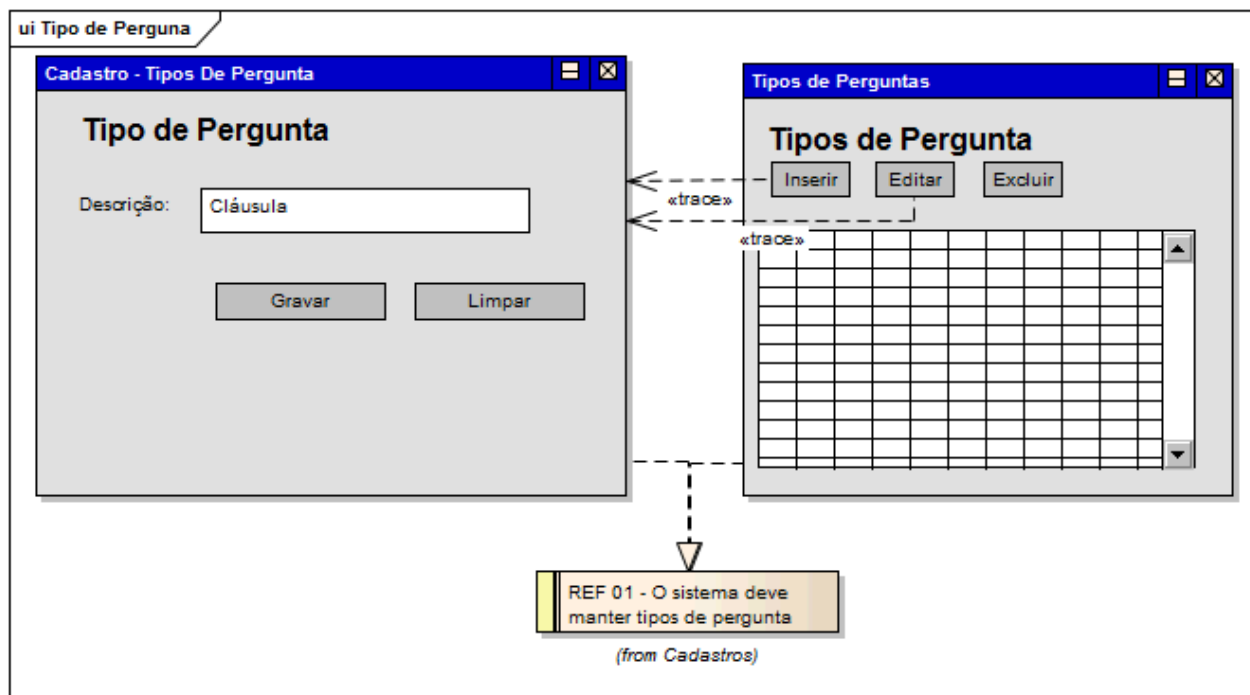 ui Tipo de Perguna
Cadastro - Tipos De Pergunta
Tipo de Pergunta
Descrição:
Cláusula
Gravar
Limpar
Tipos de Perguntas
Tipos de Pergunta
Inserir
Editar
Excluir
«trace»
«trace»
REF 01 - O sistema deve
manter tipos de pergunta
(from Cadastros)